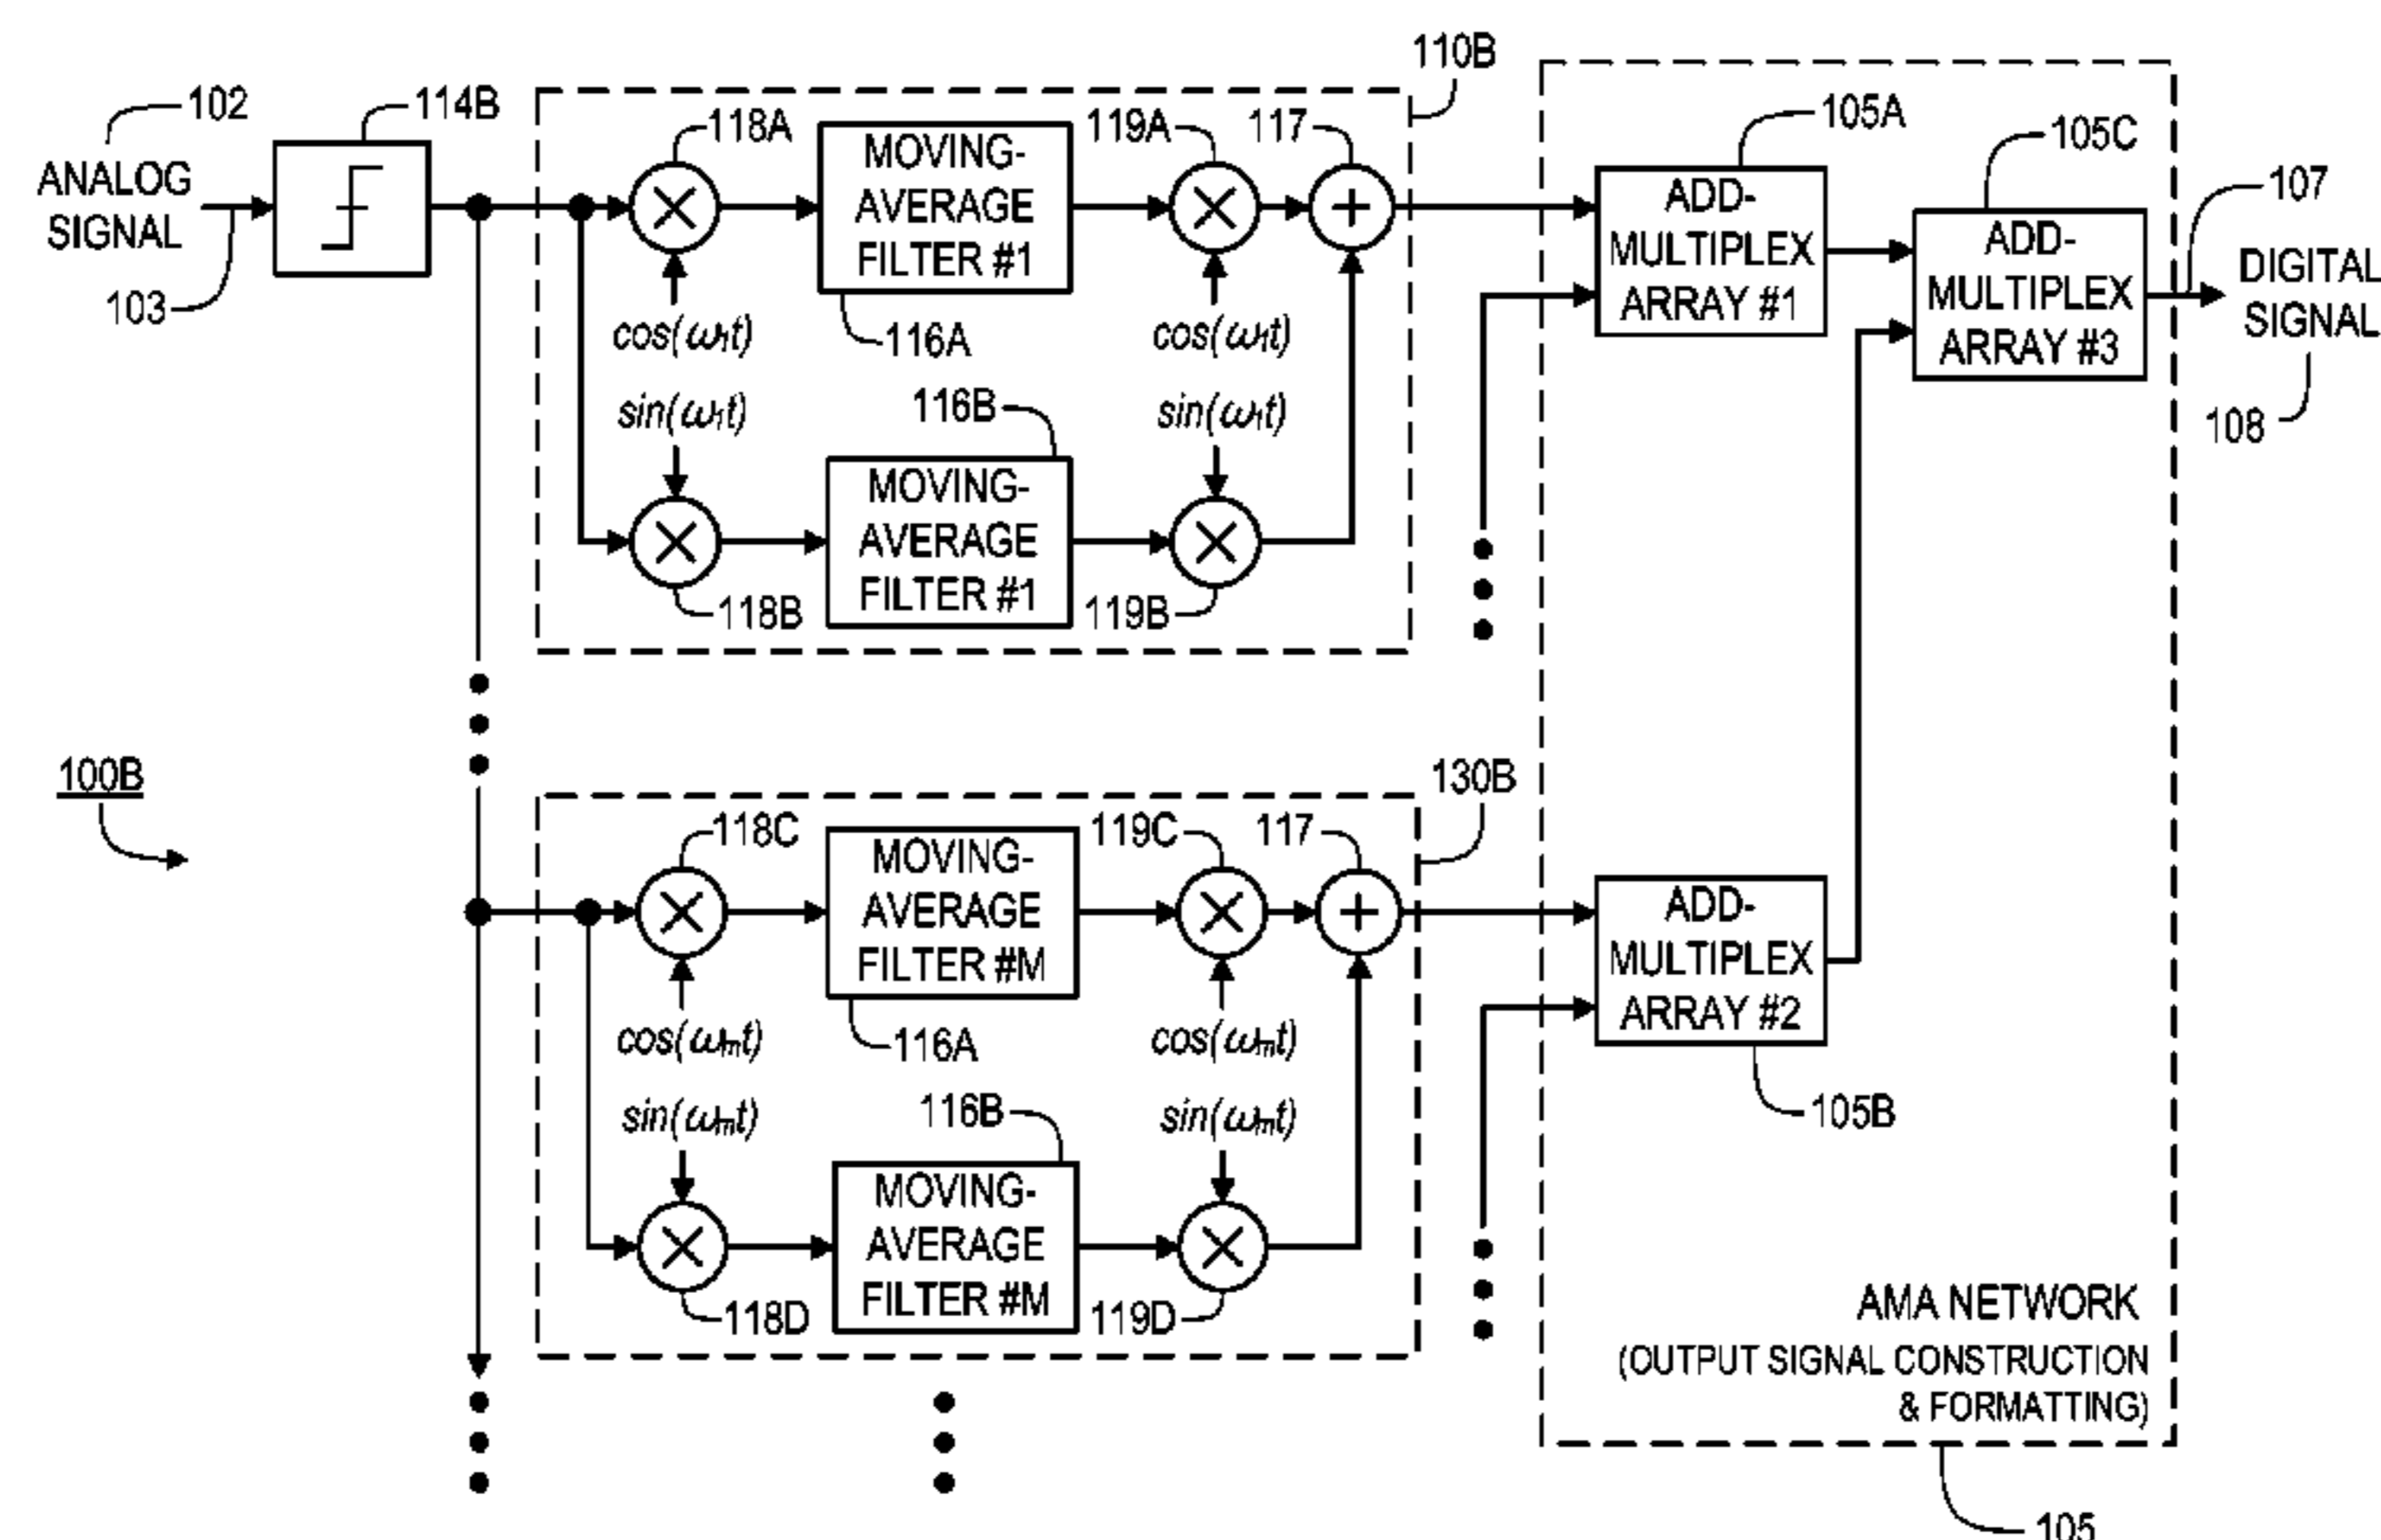 110B
102
114B
118A
119A
117
105A
105C
107
ANALOG
SIGNAL
103
MOVING-
AVERAGE
FILTER #1
116A
cos(ω₁t)
cos(ω₁t)
ADD-
MULTIPLEX
ARRAY #1
ADD-
MULTIPLEX
ARRAY #3
DIGITAL
SIGNAL
108
sin(ω₁t)
116B
sin(ω₁t)
MOVING-
AVERAGE
FILTER #1
118B
119B
100B
130B
118C
119C
117
MOVING-
AVERAGE
FILTER #M
116A
cos(ωₘt)
cos(ωₘt)
ADD-
MULTIPLEX
ARRAY #2
105B
sin(ωₘt)
116B
sin(ωₘt)
MOVING-
AVERAGE
FILTER #M
118D
119D
AMA NETWORK
(OUTPUT SIGNAL CONSTRUCTION
& FORMATTING)
105